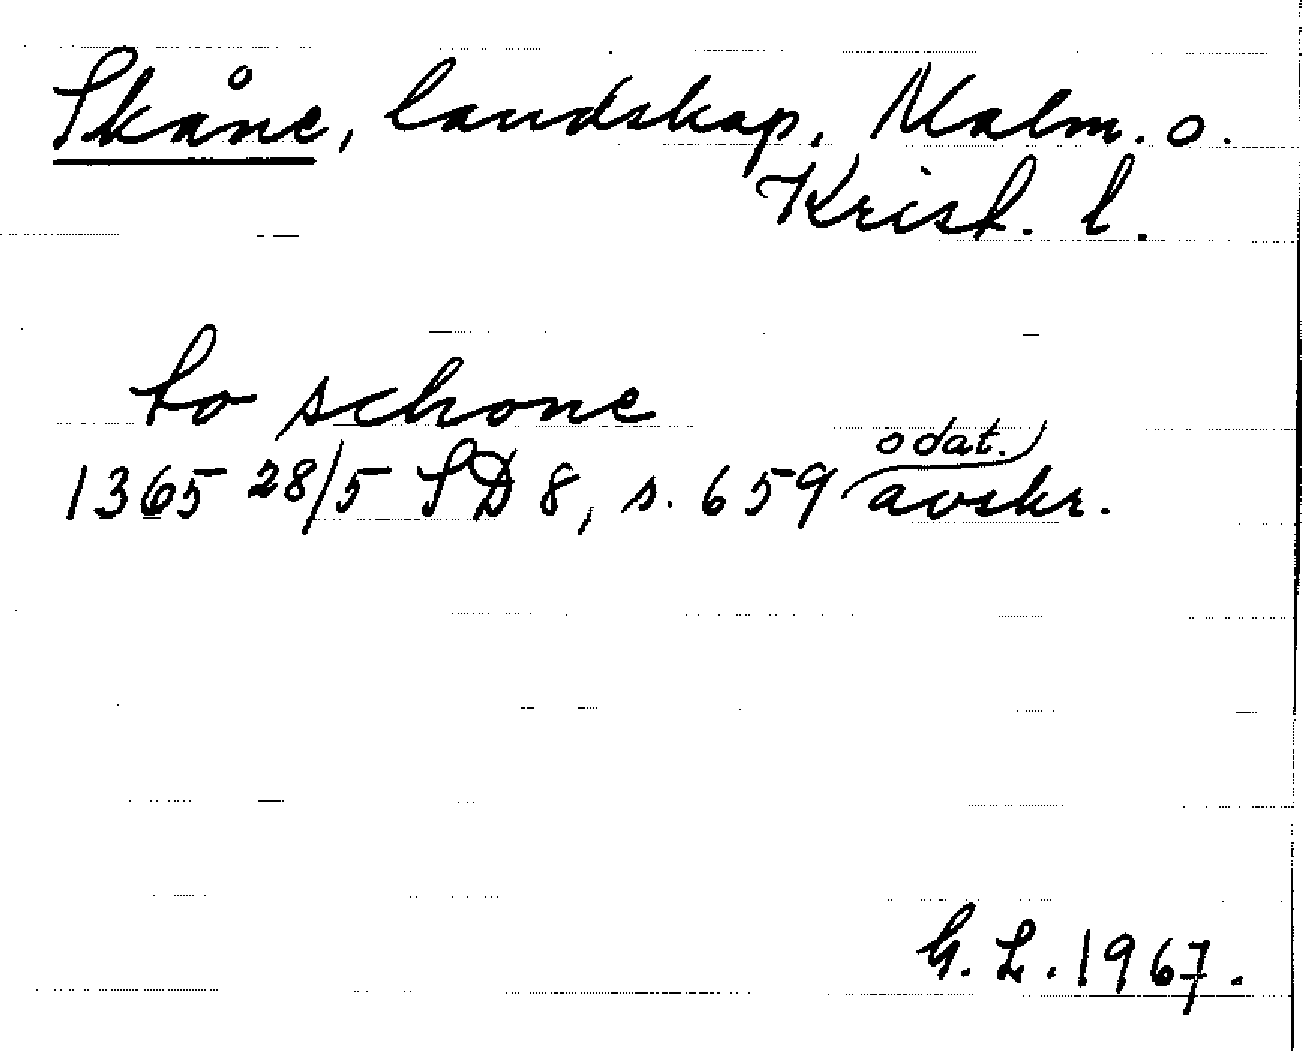 Skåne, landskap, Malm. o.
Krist. l.
to schone
1365 28/5 SD 8, s. 659 odat. avskr.
G. L. 1967.